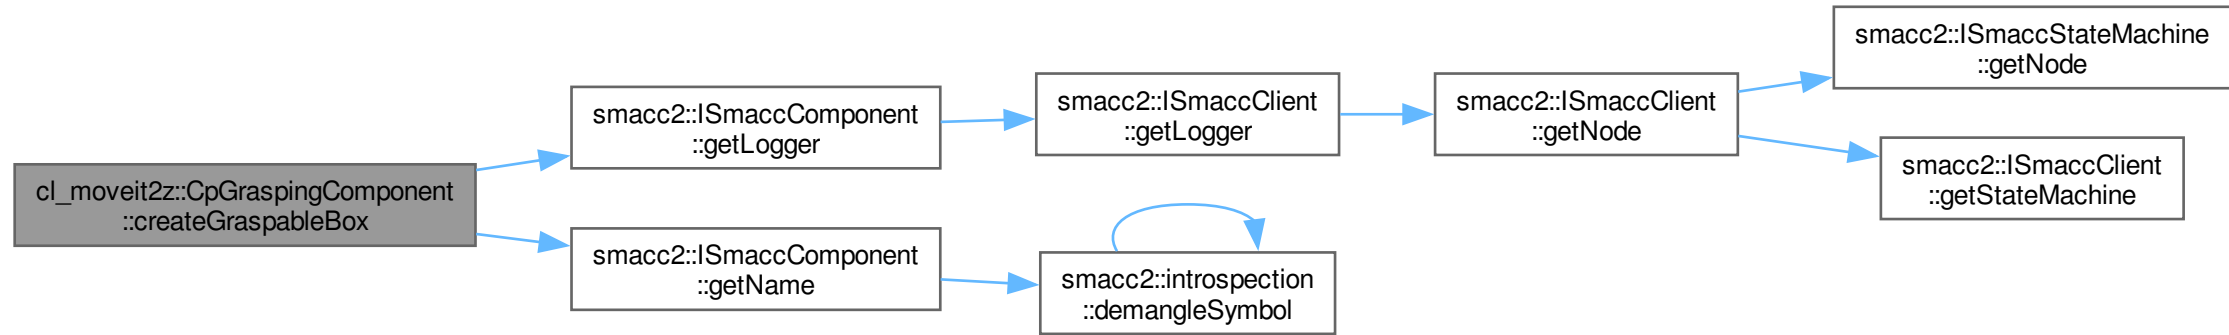 cl_moveit2z::CpGraspingComponent
::createGraspableBox
smacc2::ISmaccComponent
::getLogger
smacc2::ISmaccClient
::getLogger
smacc2::ISmaccClient
::getNode
smacc2::ISmaccStateMachine
::getNode
smacc2::ISmaccClient
::getStateMachine
smacc2::ISmaccComponent
::getName
smacc2::introspection
::demangleSymbol